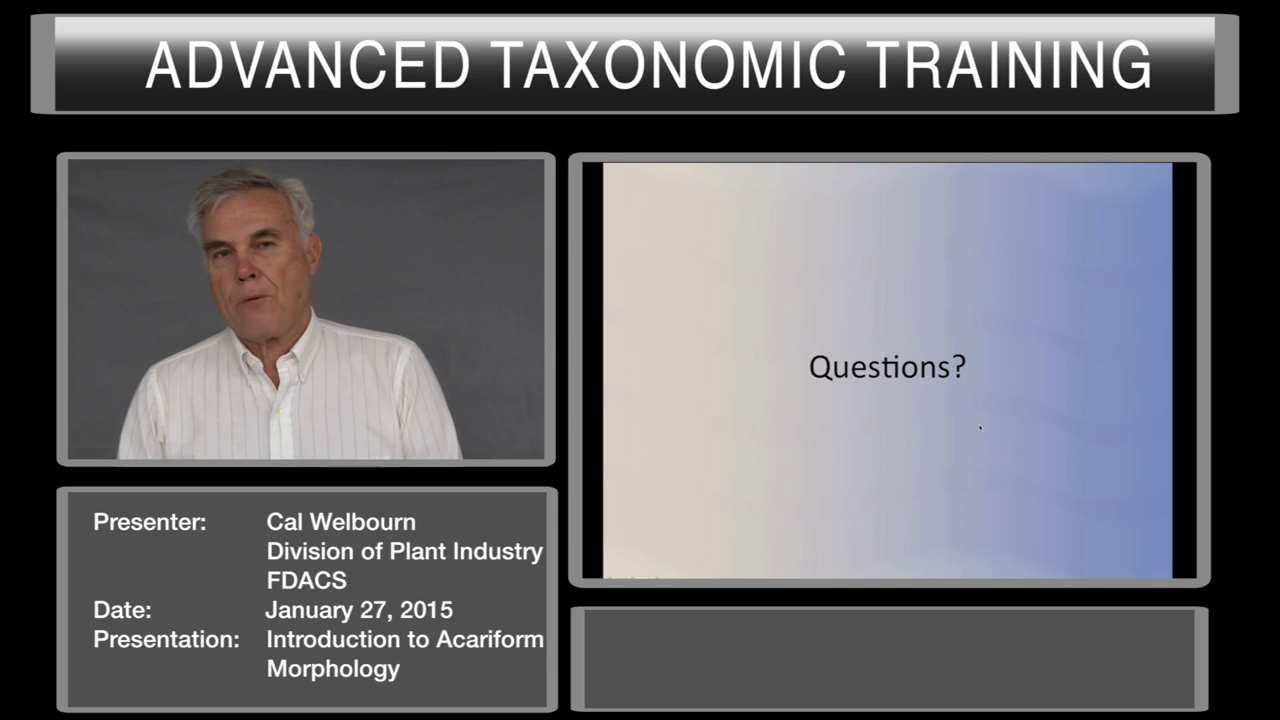 ADVANCED TAXONOMIC TRAINING
Questions?
Presenter: Cal Welbourn
Division of Plant Industry
FDACS
Date: January 27, 2015
Presentation: Introduction to Acariform
Morphology